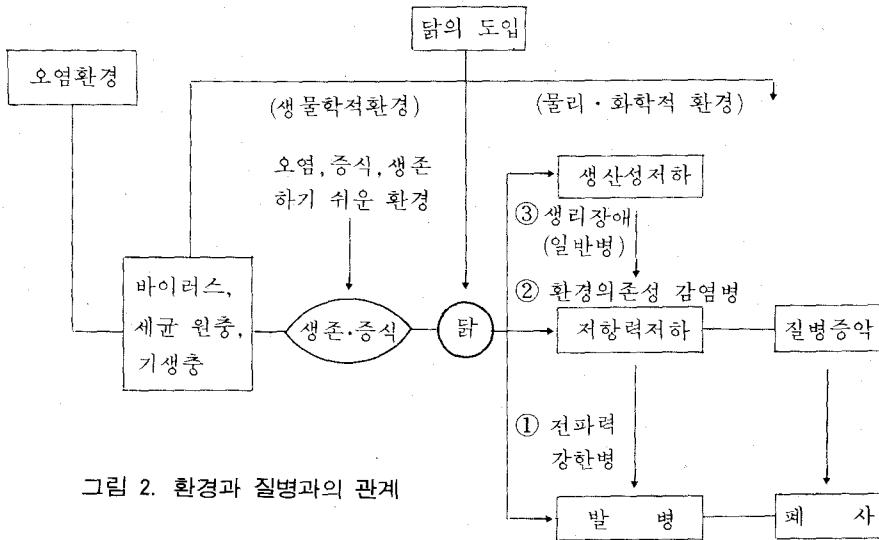 닭의 도입
오염환경
(생물학적환경)
(물리·화학적 환경)
오염, 증식, 생존
하기 쉬운 환경
생산성저하
③ 생리장애
(일반병)
바이러스,
세균 원충,
기생충
생존·증식
닭
② 환경의존성 감염병
저항력저하
질병증악
① 전파력
강한병
발 병
폐 사
그림 2. 환경과 질병과의 관계